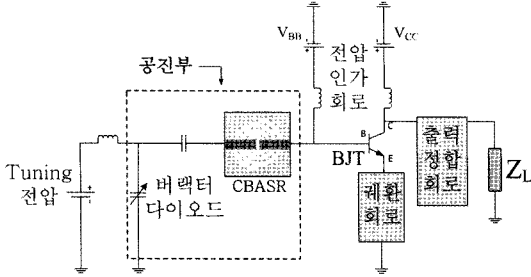 V_BB
V_CC
전압
인가
회로
공진부
B
C
E
BJT
출력
정합
회로
Z_L
Tuning
전압
버랙터
다이오드
CBASR
궤환
회로